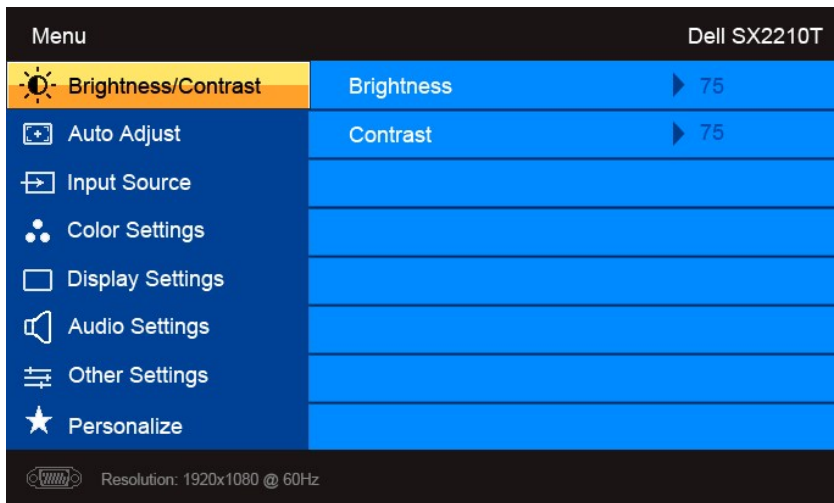 Menu Dell SX2210T
Brightness/Contrast Brightness 75
Auto Adjust Contrast 75
Input Source
Color Settings
Display Settings
Audio Settings
Other Settings
Personalize
Resolution: 1920x1080 @ 60Hz